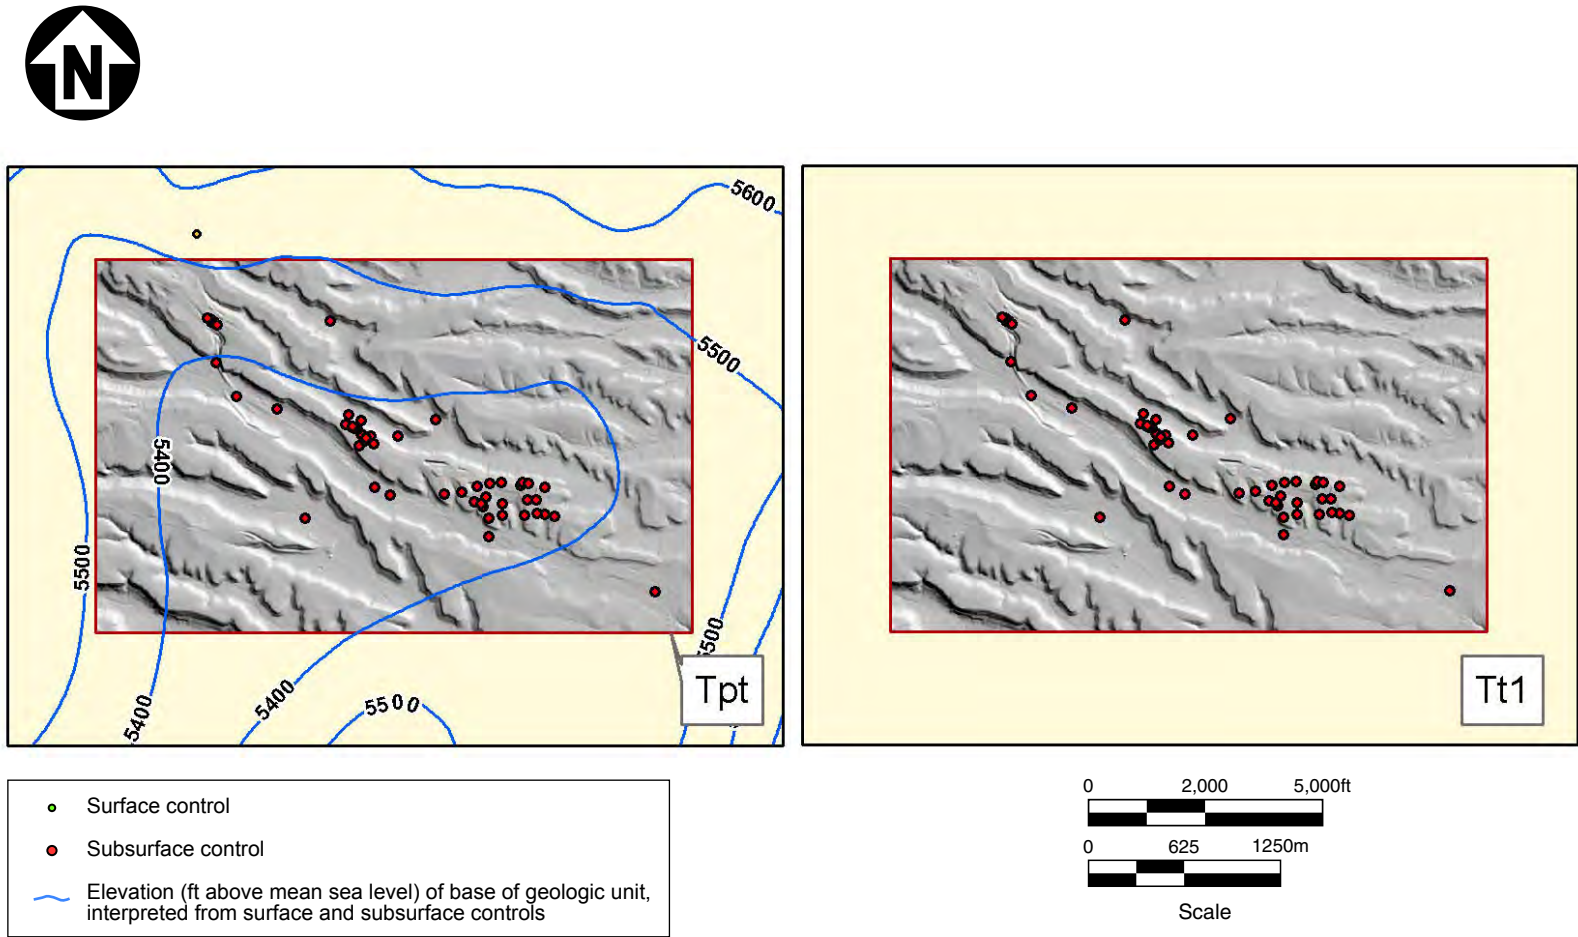 N
5600
5500
5400
5500
5500
5400
5400
5500
Tpt
Tt1
Surface control
Subsurface control
Elevation (ft above mean sea level) of base of geologic unit,
interpreted from surface and subsurface controls
0 2,000 5,000ft
0 625 1250m
Scale